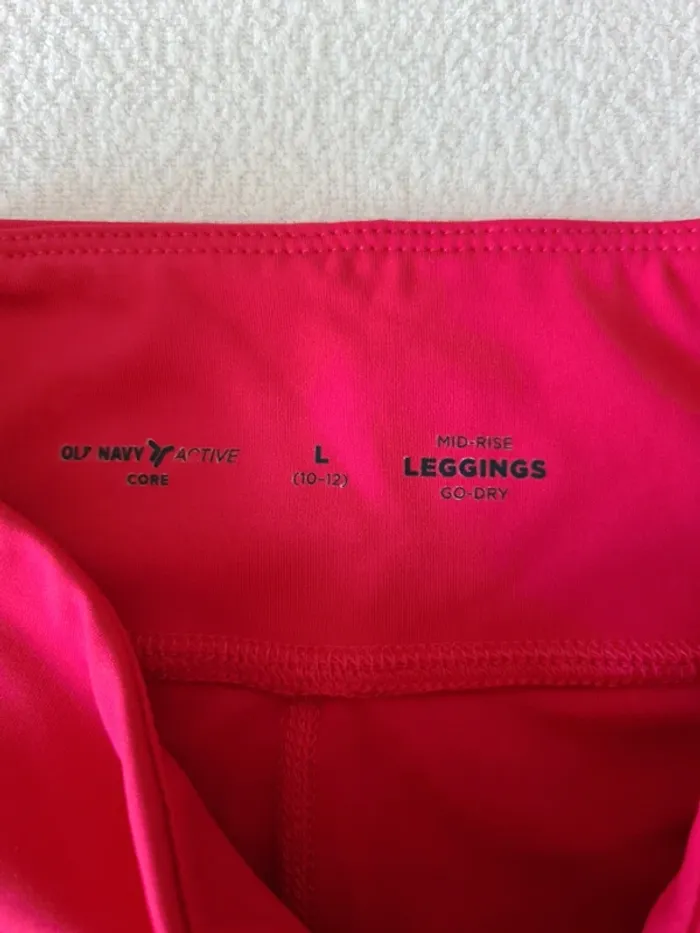 OLD NAVY ACTIVE
CORE
L
(10-12)
MID-RISE
LEGGINGS
GO-DRY